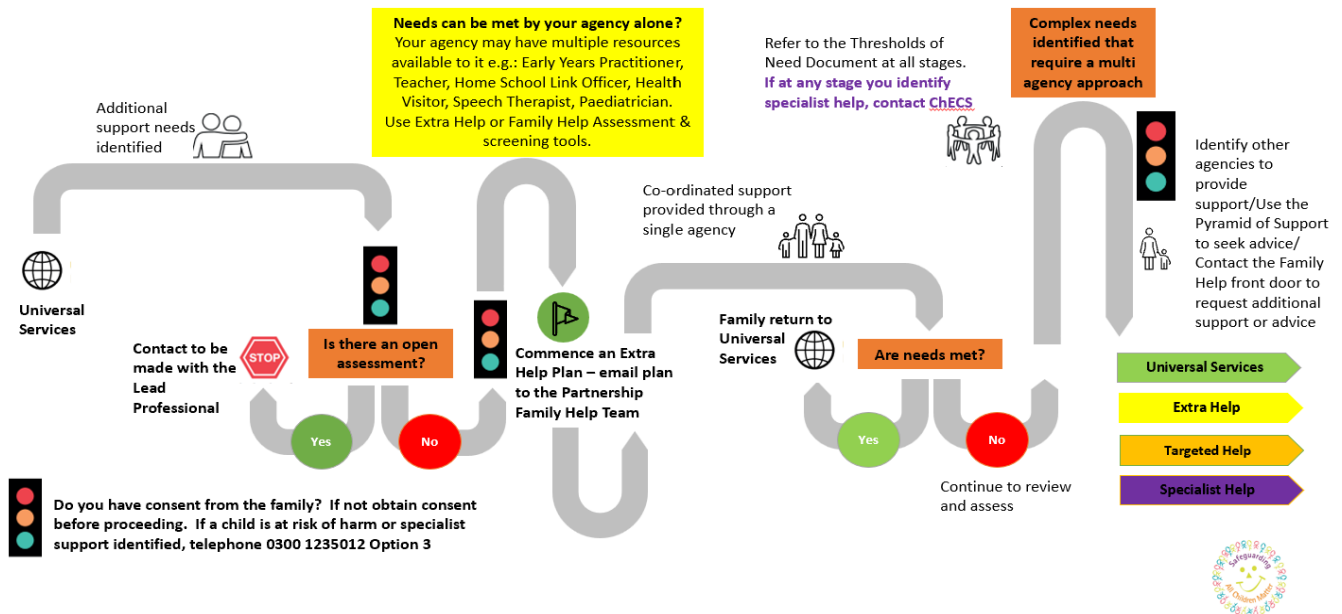 Additional
support needs
identified
Universal
Services
Contact to be
made with the
Lead
Professional
STOP
Is there an open
assessment?
Yes
No
Needs can be met by your agency alone?
Your agency may have multiple resources
available to it e.g.: Early Years Practitioner,
Teacher, Home School Link Officer, Health
Visitor, Speech Therapist, Paediatrician.
Use Extra Help or Family Help Assessment &
screening tools.
Commence an Extra
Help Plan – email plan
to the Partnership
Family Help Team
Co-ordinated support
provided through a
single agency
Family return to
Universal
Services
Are needs met?
Yes
No
Continue to review
and assess
Refer to the Thresholds of
Need Document at all stages.
If at any stage you identify
specialist help, contact ChECS
Complex needs
identified that
require a multi
agency approach
Identify other
agencies to
provide
support/Use the
Pyramid of Support
to seek advice/
Contact the Family
Help front door to
request additional
support or advice
Universal Services
Extra Help
Targeted Help
Specialist Help
Do you have consent from the family? If not obtain consent
before proceeding. If a child is at risk of harm or specialist
support identified, telephone 0300 1235012 Option 3
Safeguarding
All Children Matter